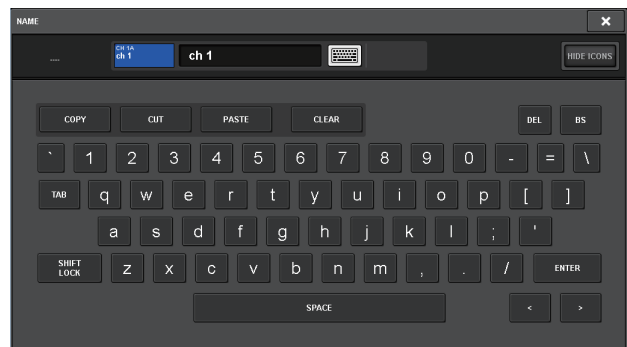 NAME ×
---- CH 1A ch 1 HIDE ICONS
ch 1
COPY CUT PASTE CLEAR DEL BS
` 1 2 3 4 5 6 7 8 9 0 - = \
TAB q w e r t y u i o p [ ]
a s d f g h j k l ; '
SHIFT LOCK z x c v b n m , . / ENTER
SPACE < >